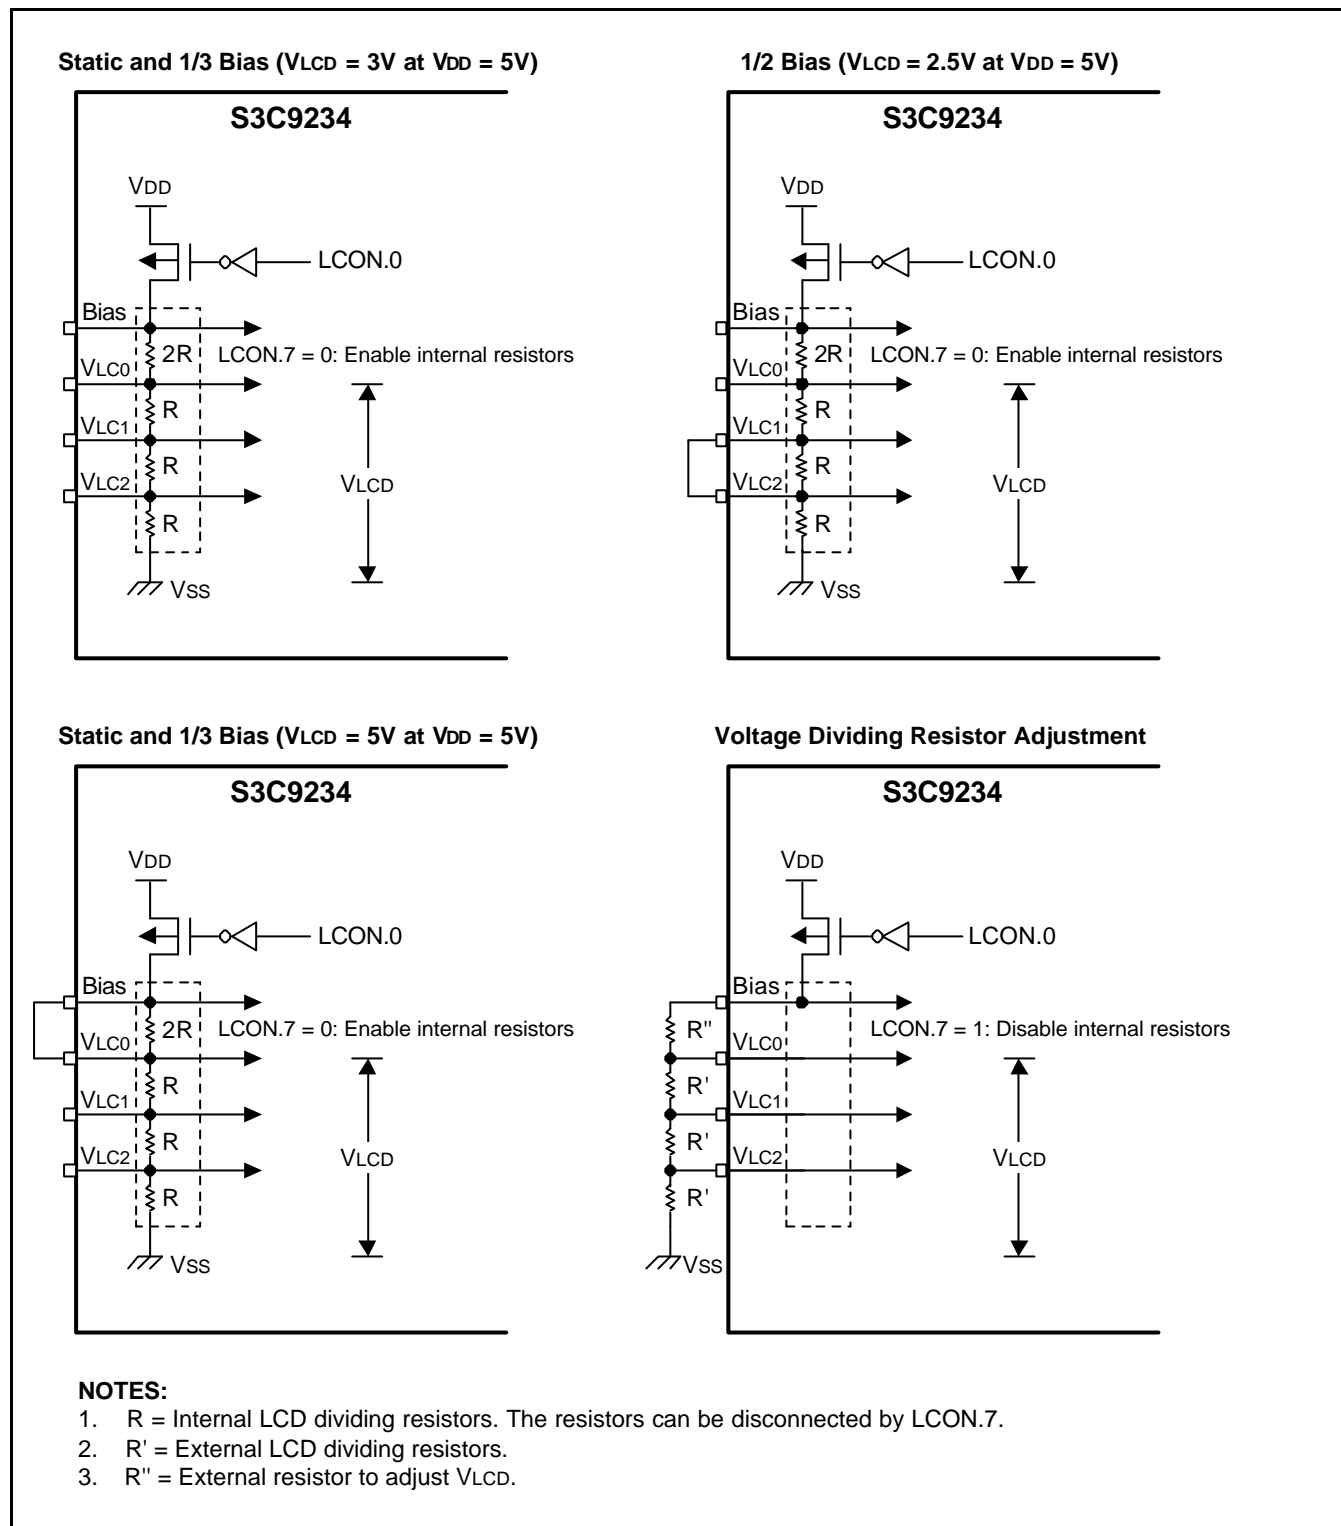 Static and 1/3 Bias (VLCD = 3V at VDD = 5V)
S3C9234
VDD
LCON.0
Bias
2R
LCON.7 = 0: Enable internal resistors
VLC0
R
VLC1
R
VLCD
VLC2
R
VSS
1/2 Bias (VLCD = 2.5V at VDD = 5V)
S3C9234
VDD
LCON.0
Bias
2R
LCON.7 = 0: Enable internal resistors
VLC0
R
VLC1
R
VLCD
VLC2
R
VSS
Static and 1/3 Bias (VLCD = 5V at VDD = 5V)
S3C9234
VDD
LCON.0
Bias
2R
LCON.7 = 0: Enable internal resistors
VLC0
R
VLC1
R
VLCD
VLC2
R
VSS
Voltage Dividing Resistor Adjustment
S3C9234
VDD
LCON.0
Bias
R"
LCON.7 = 1: Disable internal resistors
VLC0
R'
VLC1
R'
VLCD
VLC2
R'
VSS
NOTES:
1. R = Internal LCD dividing resistors. The resistors can be disconnected by LCON.7.
2. R' = External LCD dividing resistors.
3. R" = External resistor to adjust VLCD.